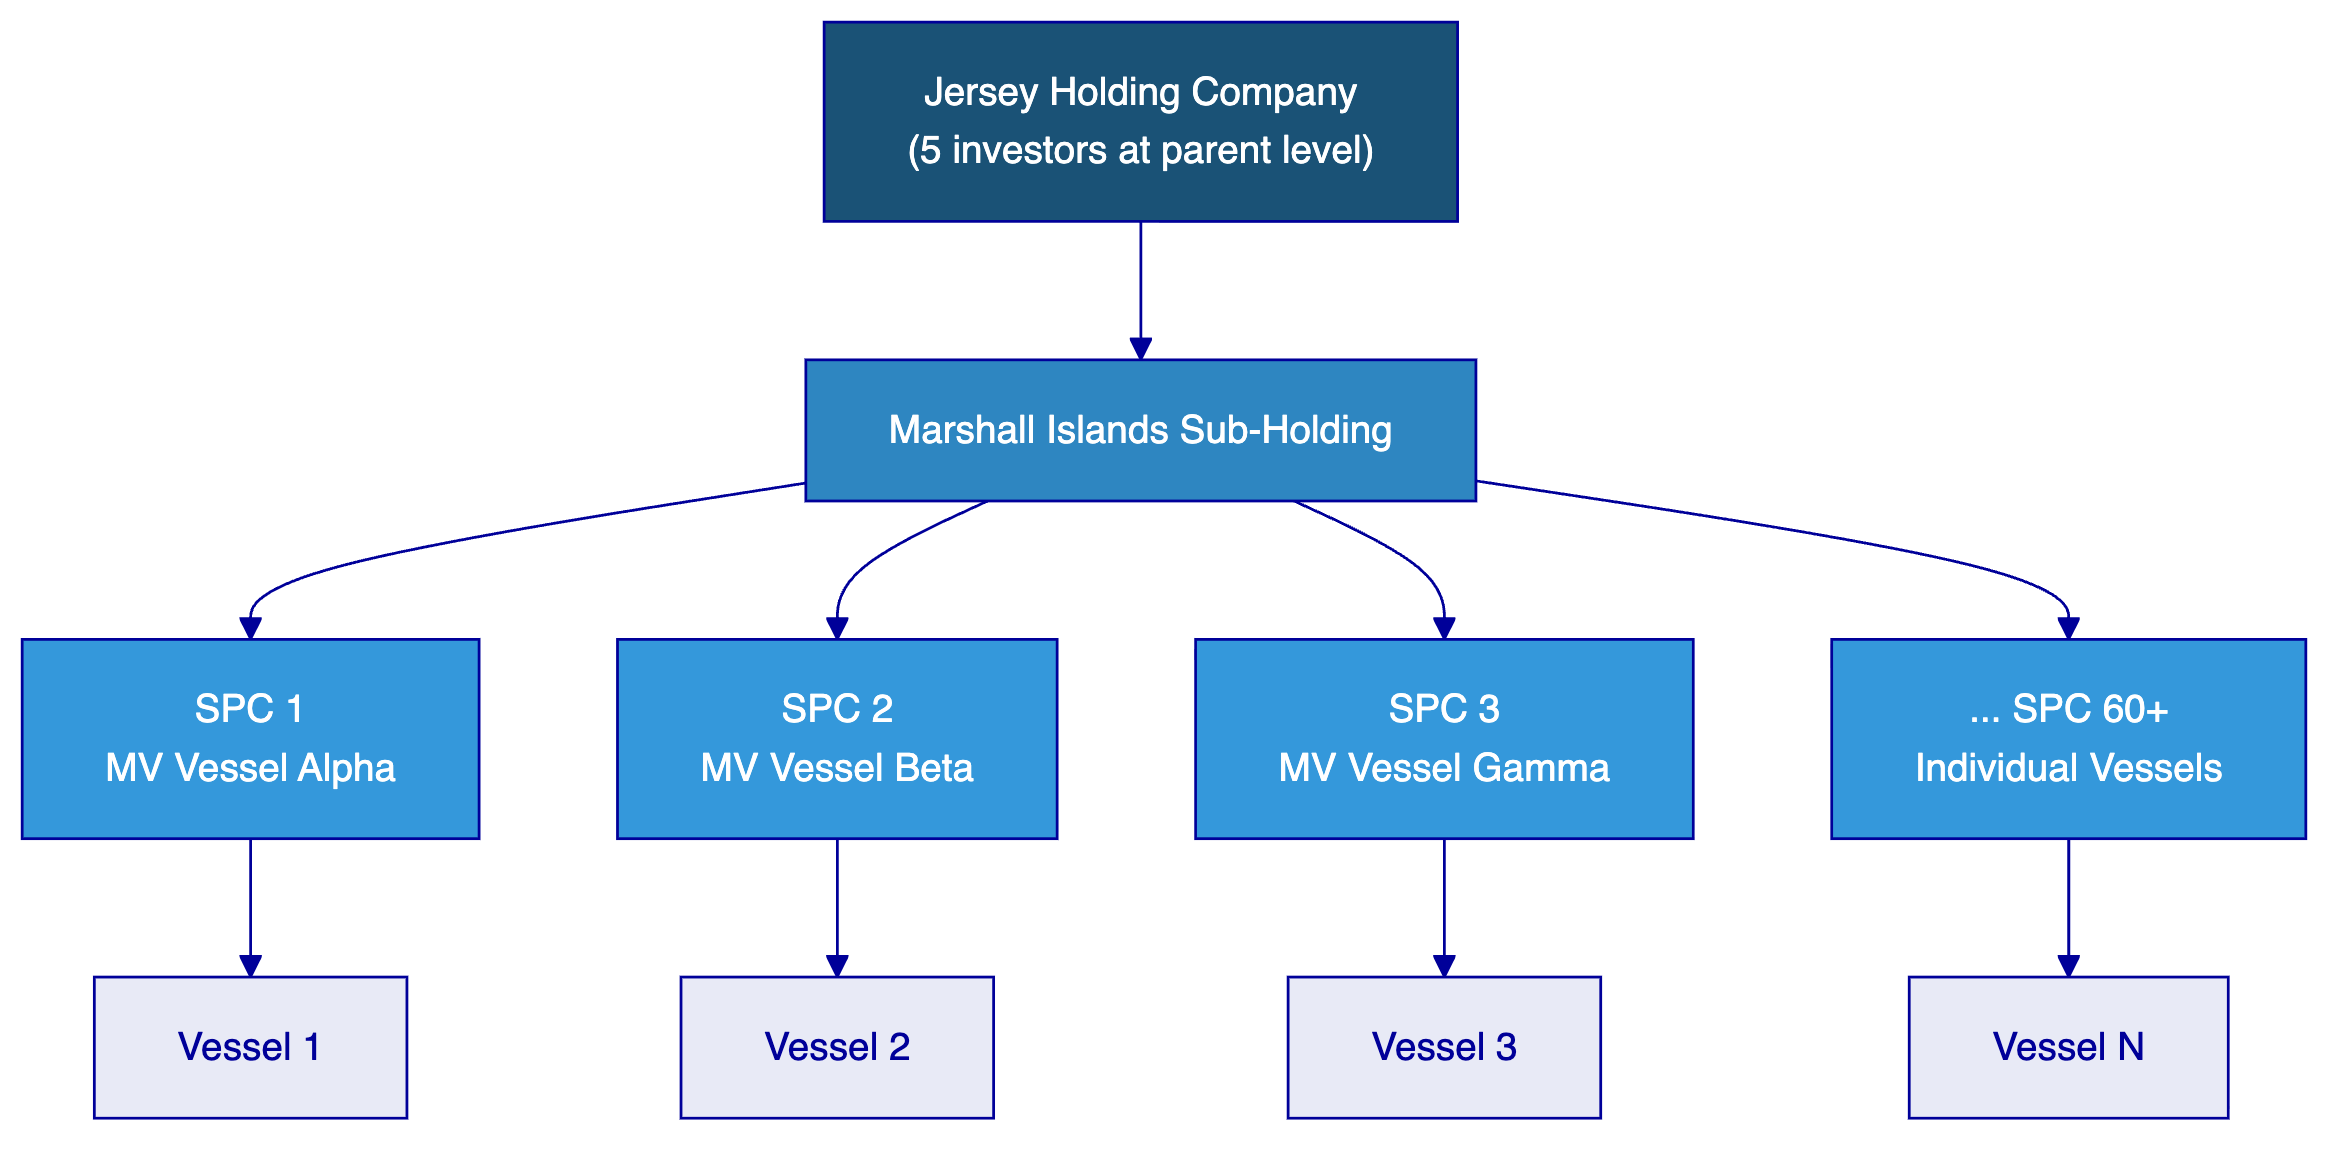 Jersey Holding Company
(5 investors at parent level)
Marshall Islands Sub-Holding
SPC 1
MV Vessel Alpha
SPC 2
MV Vessel Beta
SPC 3
MV Vessel Gamma
... SPC 60+
Individual Vessels
Vessel 1
Vessel 2
Vessel 3
Vessel N